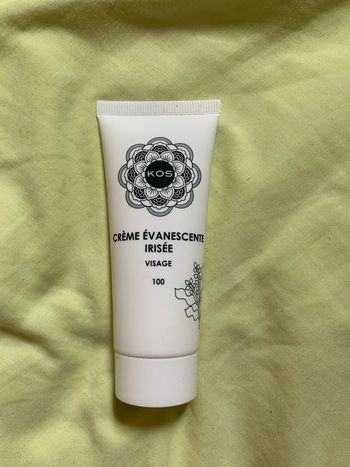 KOS
CRÈME ÉVANESCENTE
IRISÉE
VISAGE
100